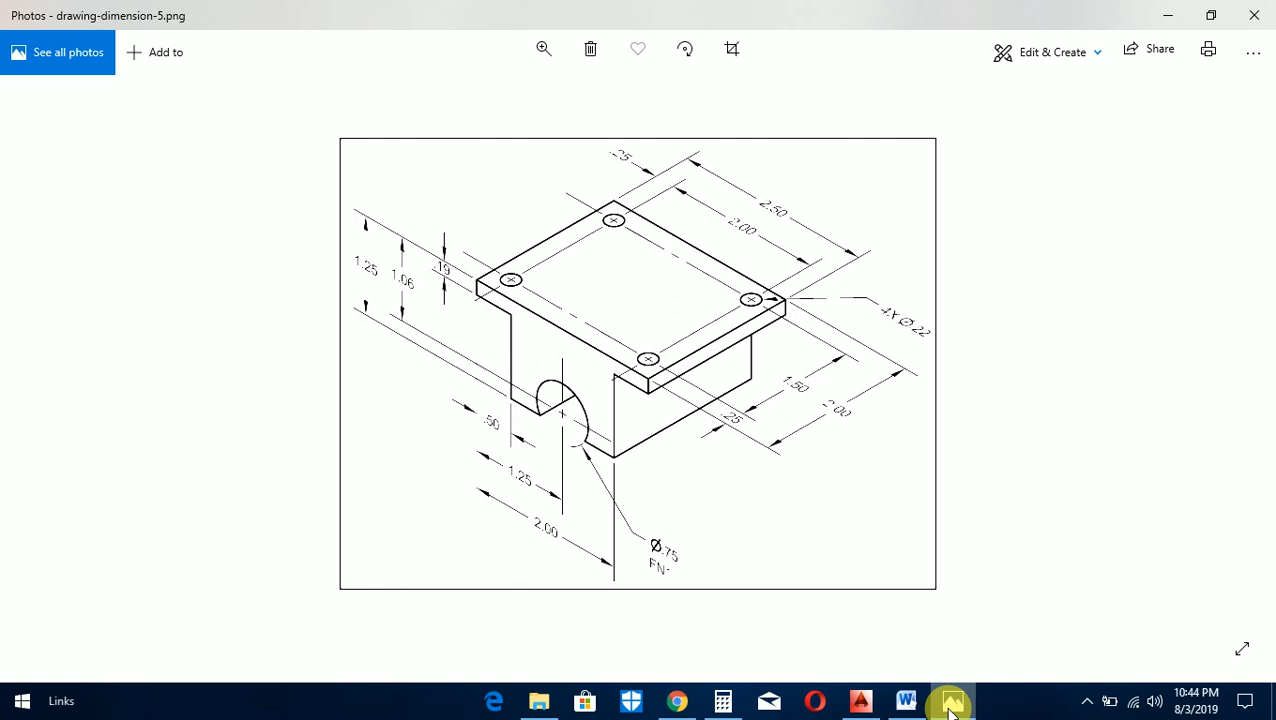 Photos - drawing-dimension-5.png
See all photos
Add to
Edit & Create
Share
.25
2.50
2.00
1.25
1.06
.19
4X Ø.22
1.50
2.00
.25
.50
1.25
2.00
Ø.75
Links
10:44 PM
8/3/2019